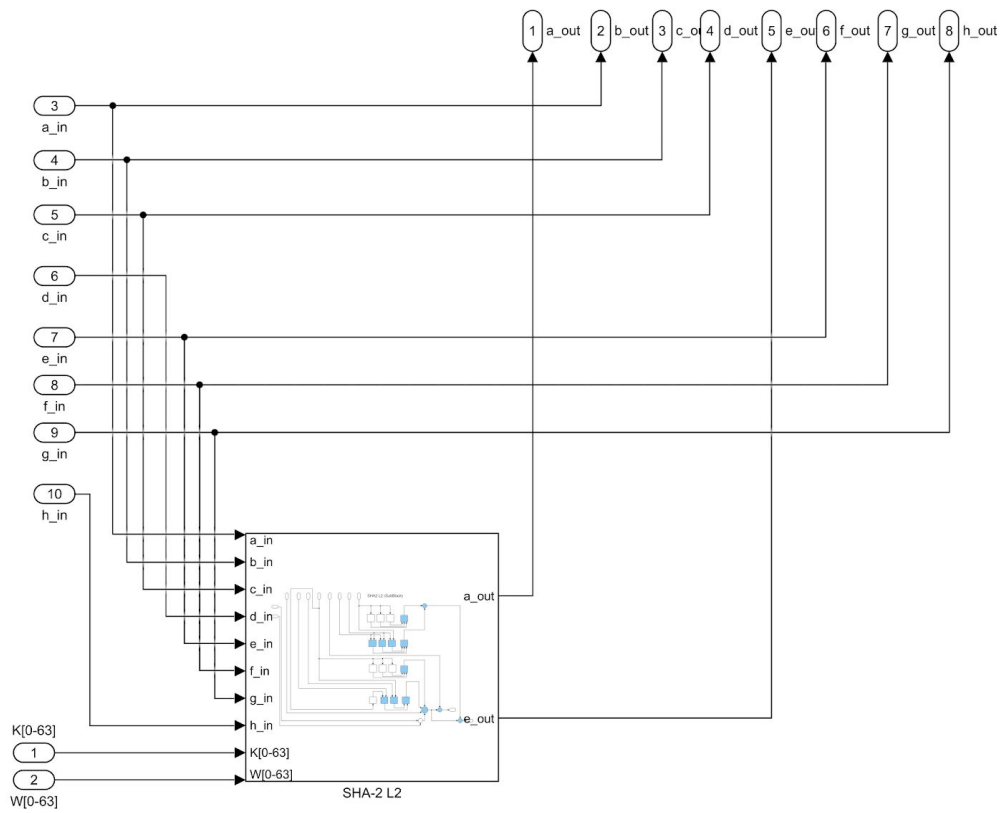 1 a_out 2 b_out 3 c_ou 4 d_out 5 e_out 6 f_out 7 g_out 8 h_out
3
a_in
4
b_in
5
c_in
6
d_in
7
e_in
8
f_in
9
g_in
10
h_in
a_in
b_in
c_in
a_out
d_in
e_in
f_in
g_in
e_out
h_in
K[0-63]
1
K[0-63]
2
W[0-63]
W[0-63]
SHA-2 L2